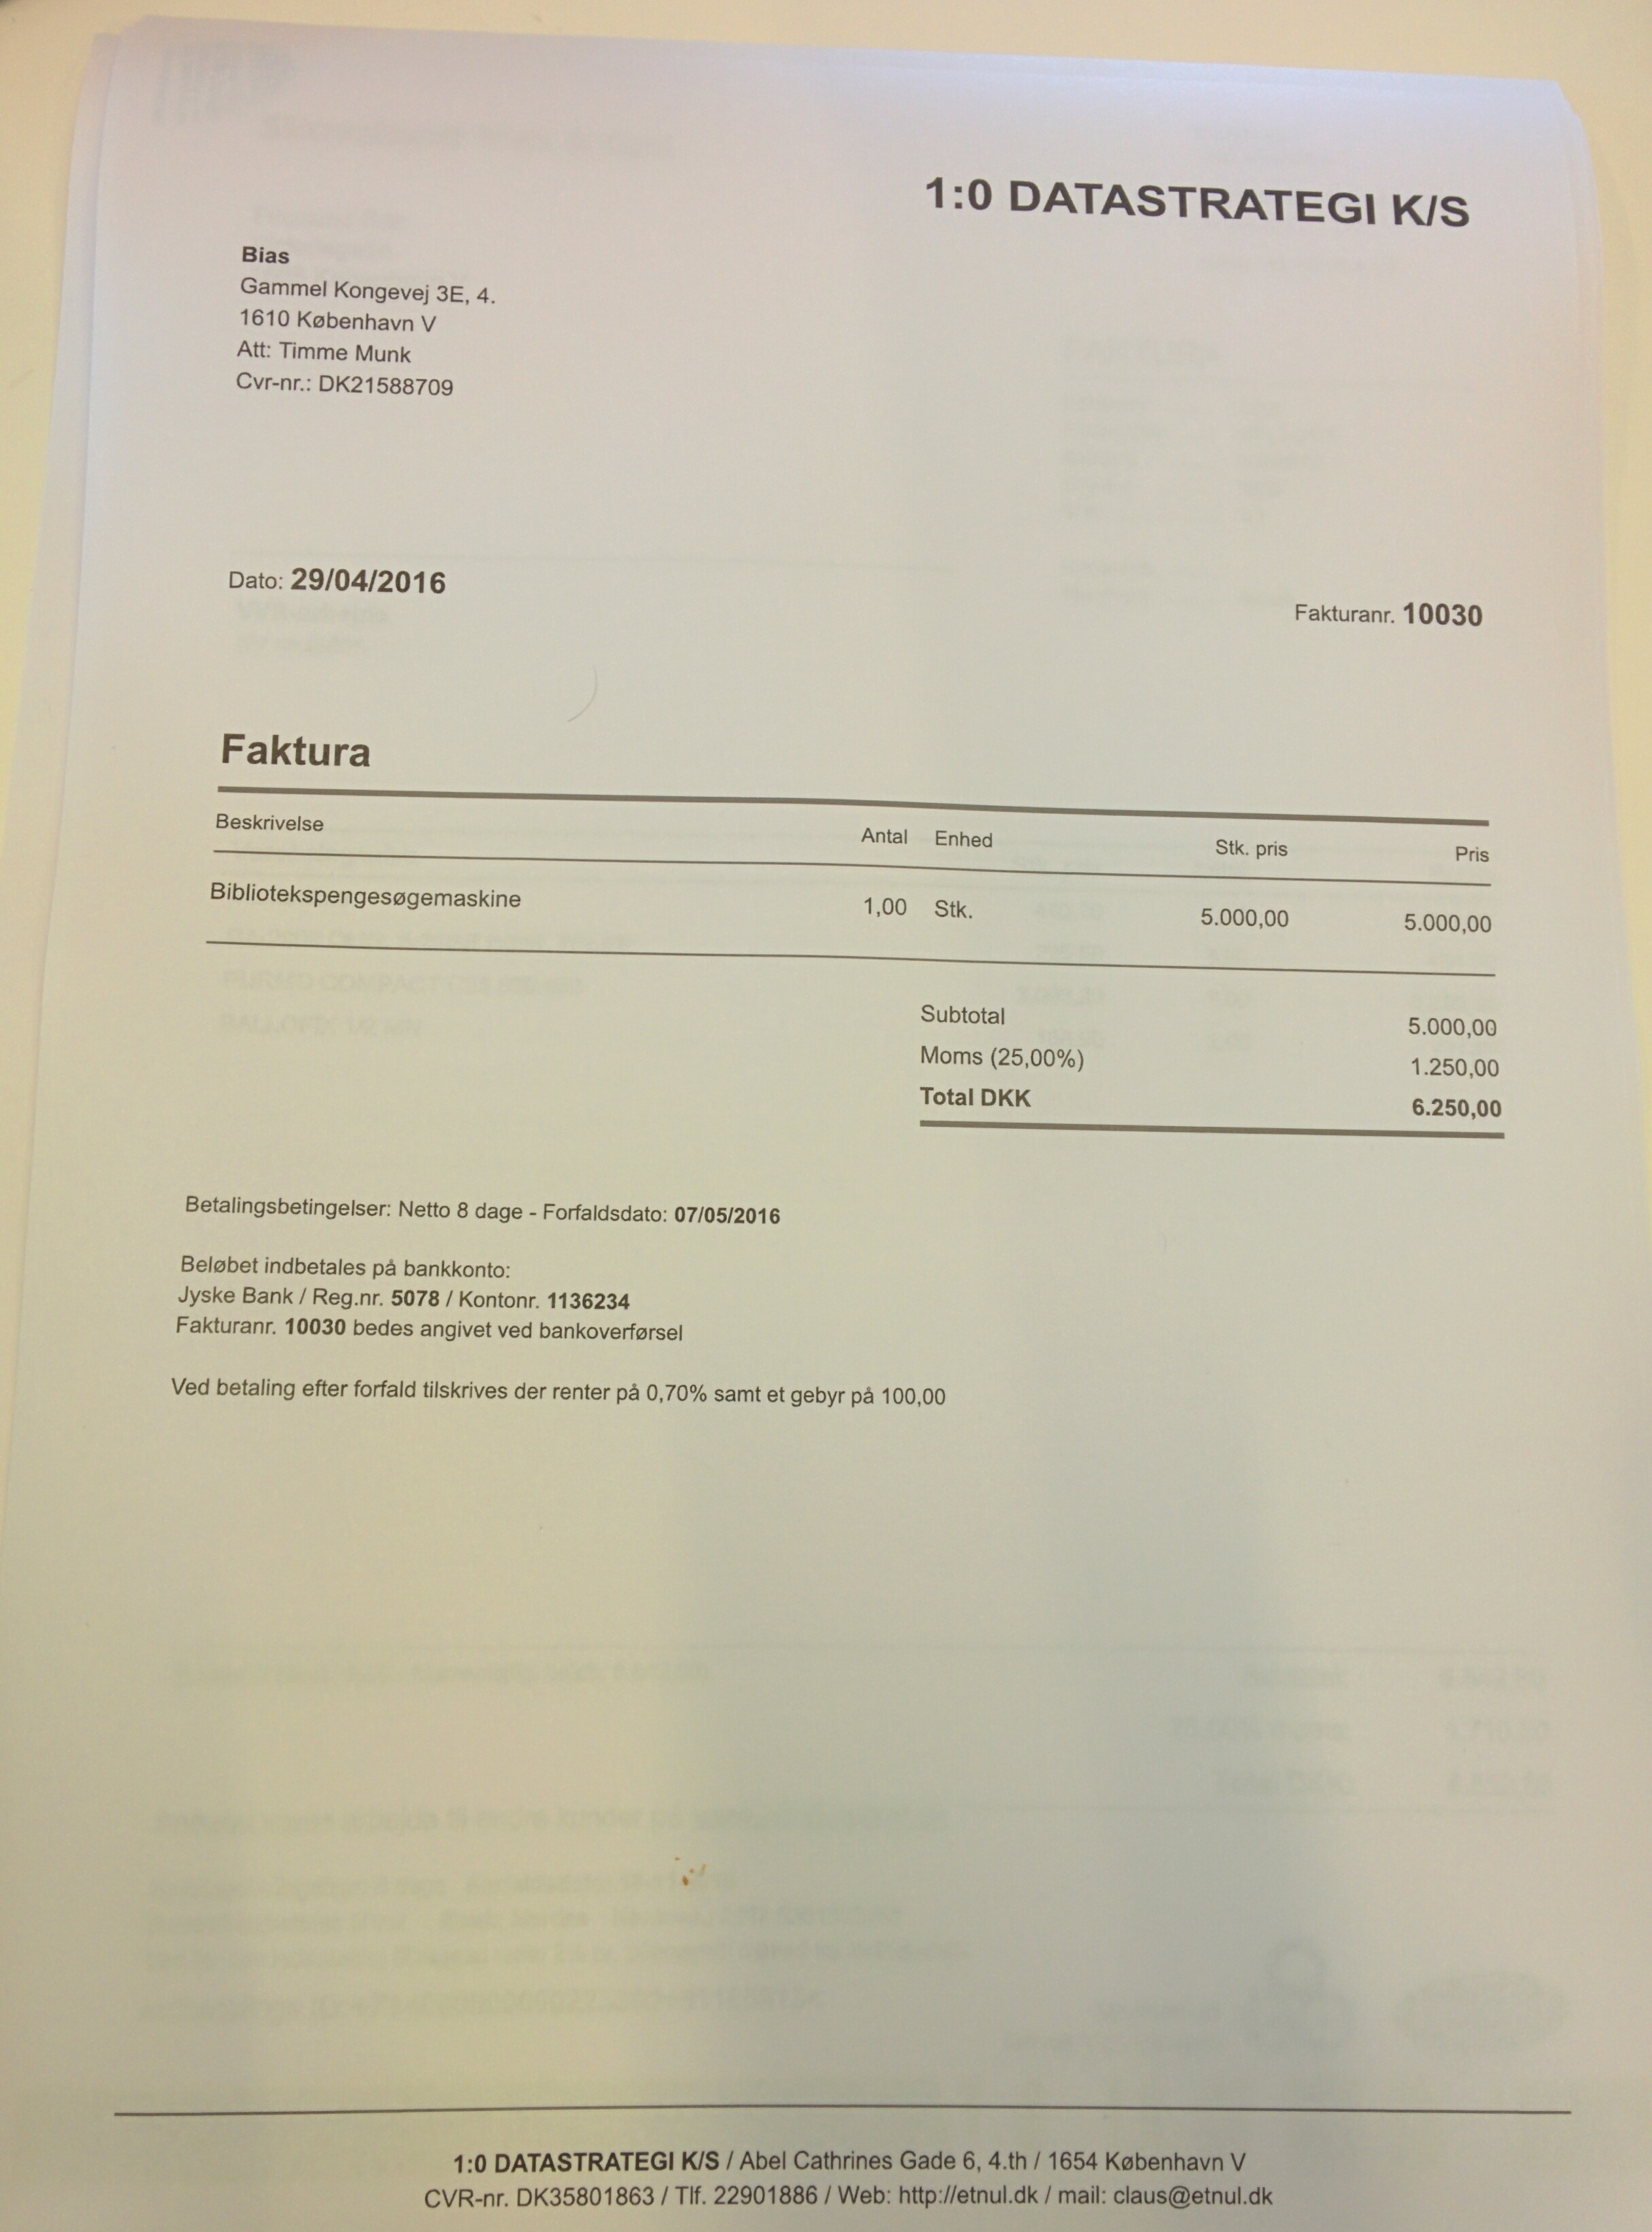 1:0 DATASTRATEGI K/S
Bias
Gammel Kongevej 3E, 4.
1610 København V
Att: Timme Munk
Cvr-nr.: DK21588709
Dato: 29/04/2016
Fakturanr. 10030
Faktura
Beskrivelse Antal Enhed Stk. pris Pris
Bibliotekspengesøgemaskine 1,00 Stk. 5.000,00 5.000,00
Subtotal 5.000,00
Moms (25,00%) 1.250,00
Total DKK 6.250,00
Betalingsbetingelser: Netto 8 dage - Forfaldsdato: 07/05/2016
Beløbet indbetales på bankkonto:
Jyske Bank / Reg.nr. 5078 / Kontonr. 1136234
Fakturanr. 10030 bedes angivet ved bankoverførsel
Ved betaling efter forfald tilskrives der renter på 0,70% samt et gebyr på 100,00
1:0 DATASTRATEGI K/S / Abel Cathrines Gade 6, 4.th / 1654 København V
CVR-nr. DK35801863 / Tlf. 22901886 / Web: http://etnul.dk / mail: claus@etnul.dk